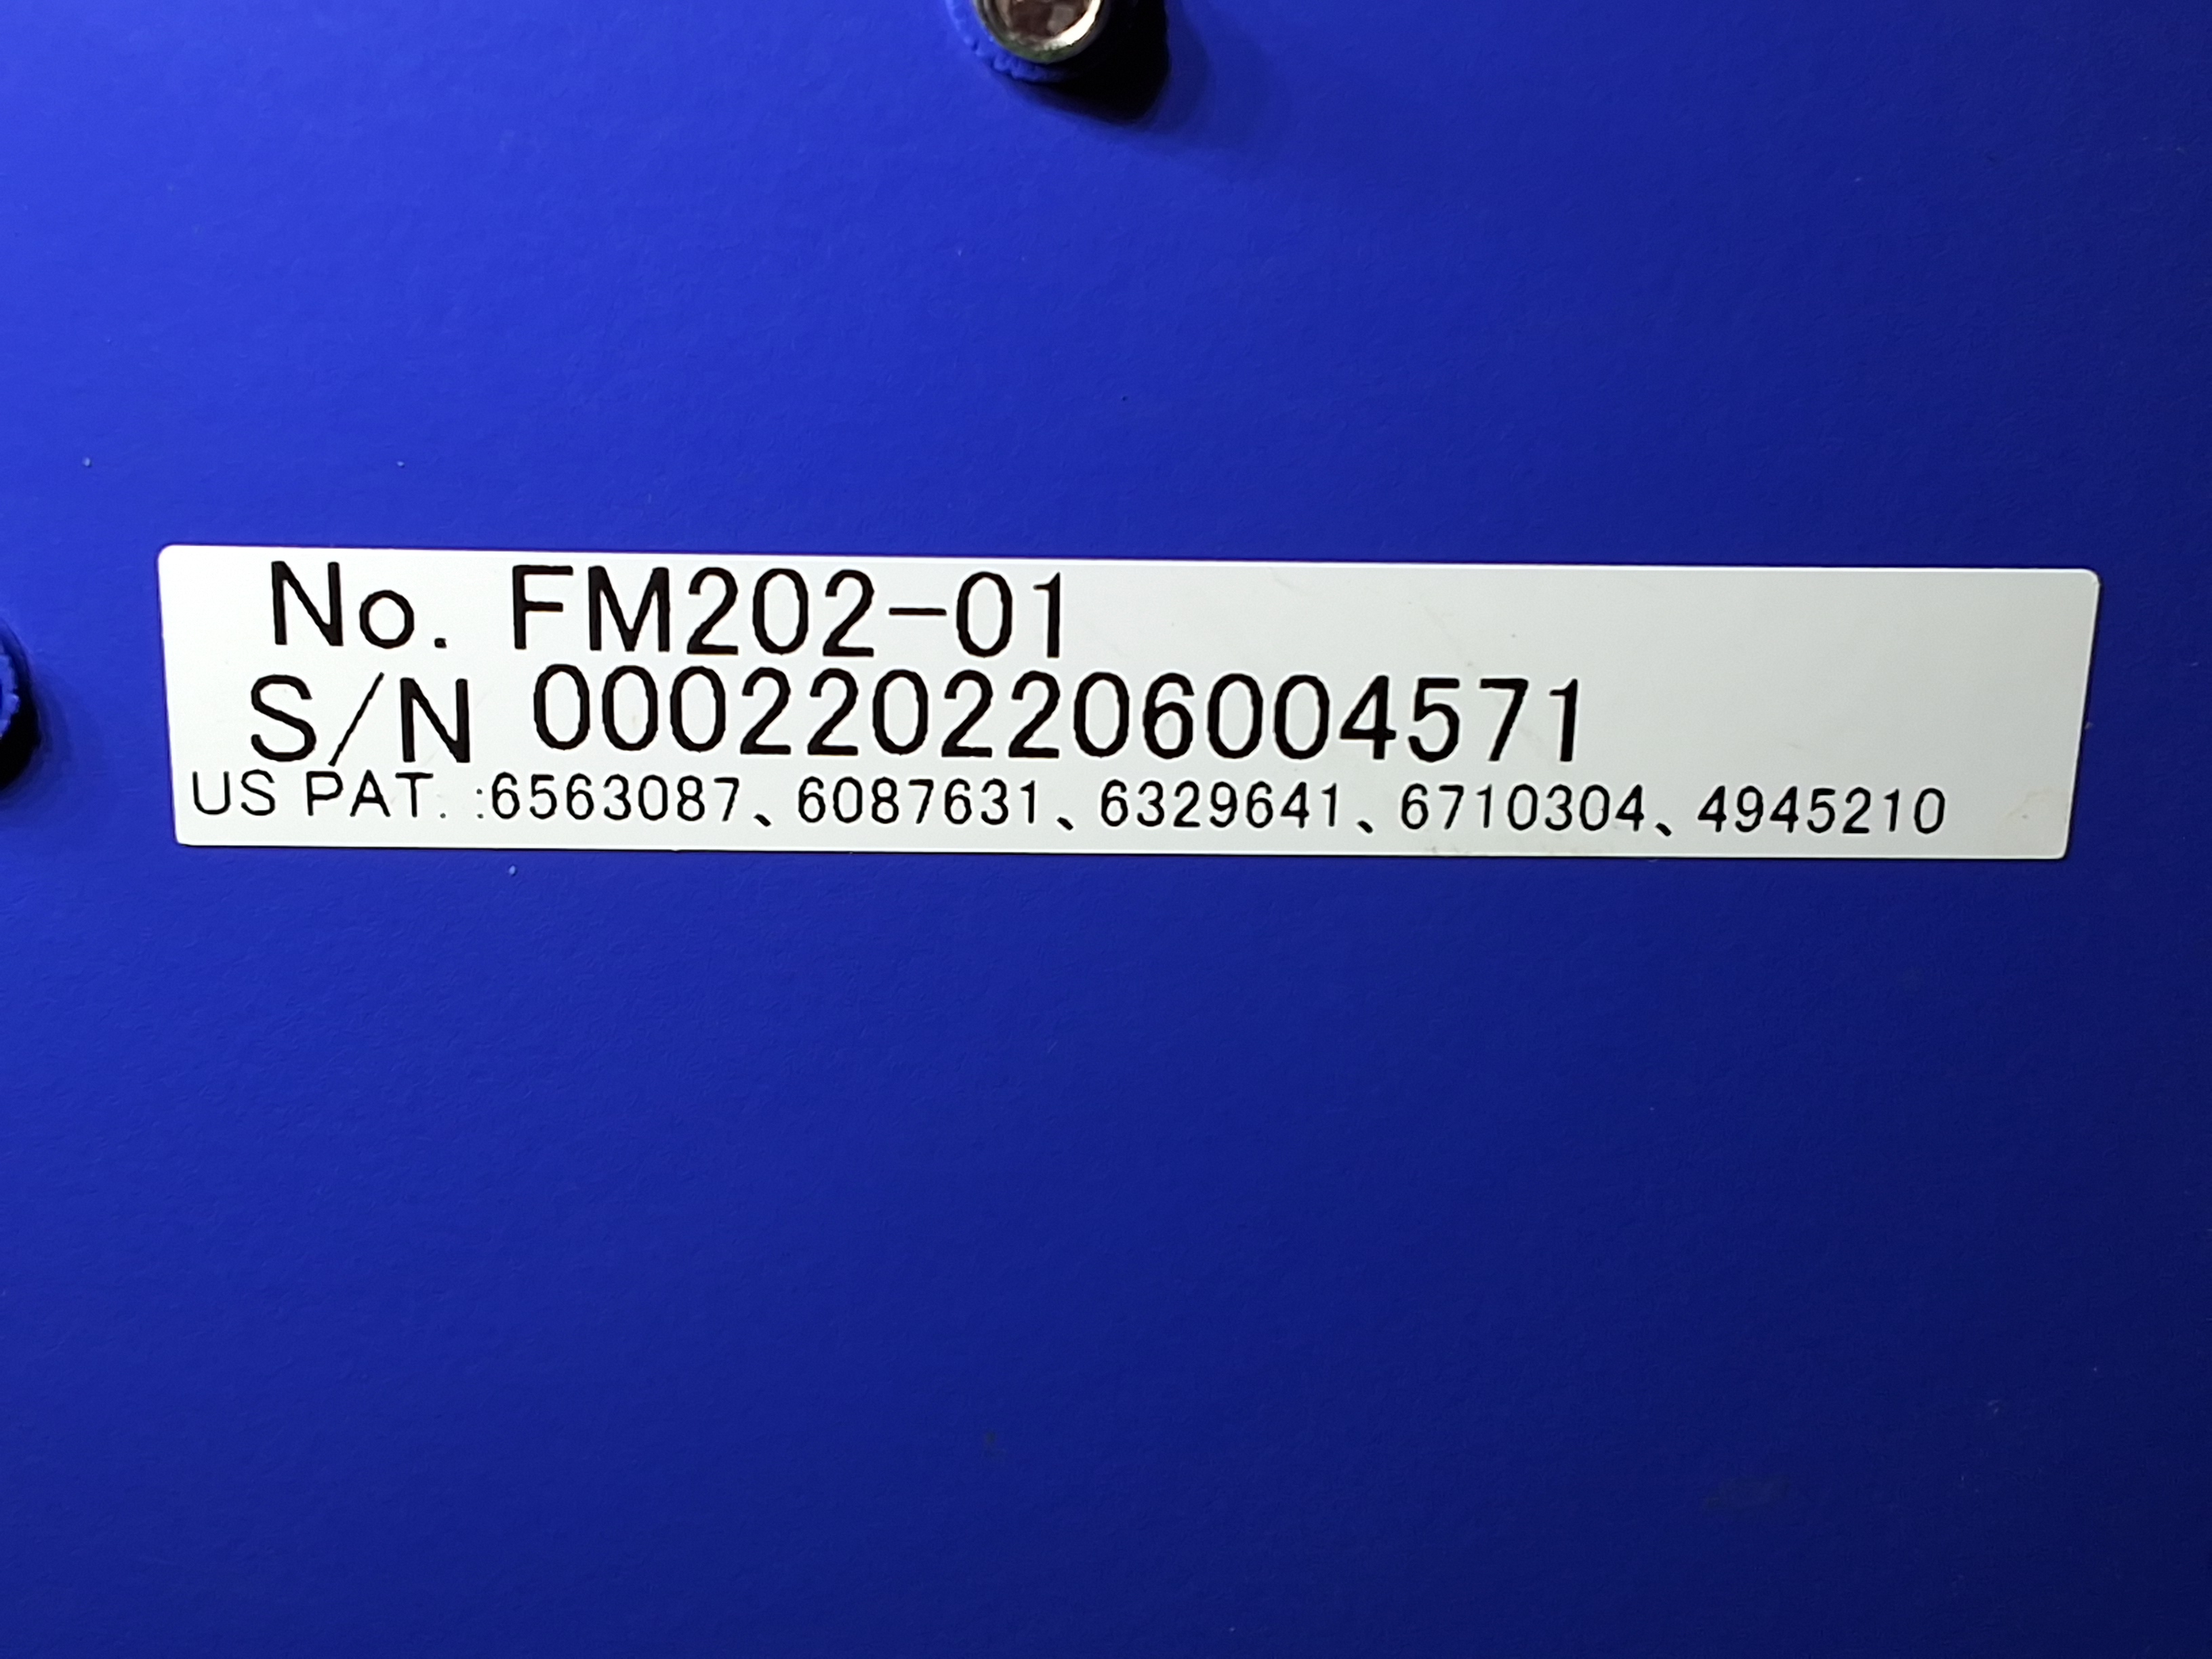 No. FM202-01
S/N 0002202206004571
US PAT. :6563087、6087631、6329641、6710304、4945210